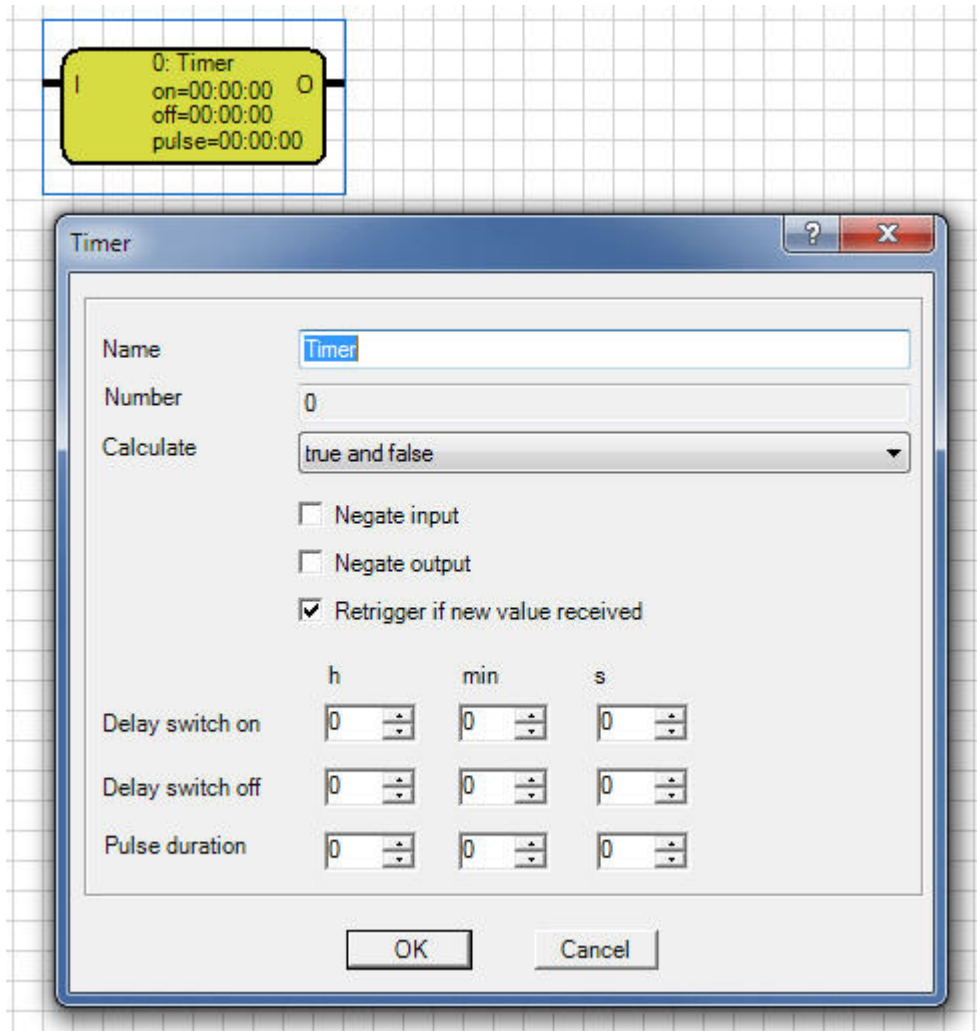 0: Timer
I on=00:00:00 O
off=00:00:00
pulse=00:00:00
Timer ? X
Name Timer
Number 0
Calculate true and false
Negate input
Negate output
Retrigger if new value received
h min s
Delay switch on 0 0 0
Delay switch off 0 0 0
Pulse duration 0 0 0
OK Cancel